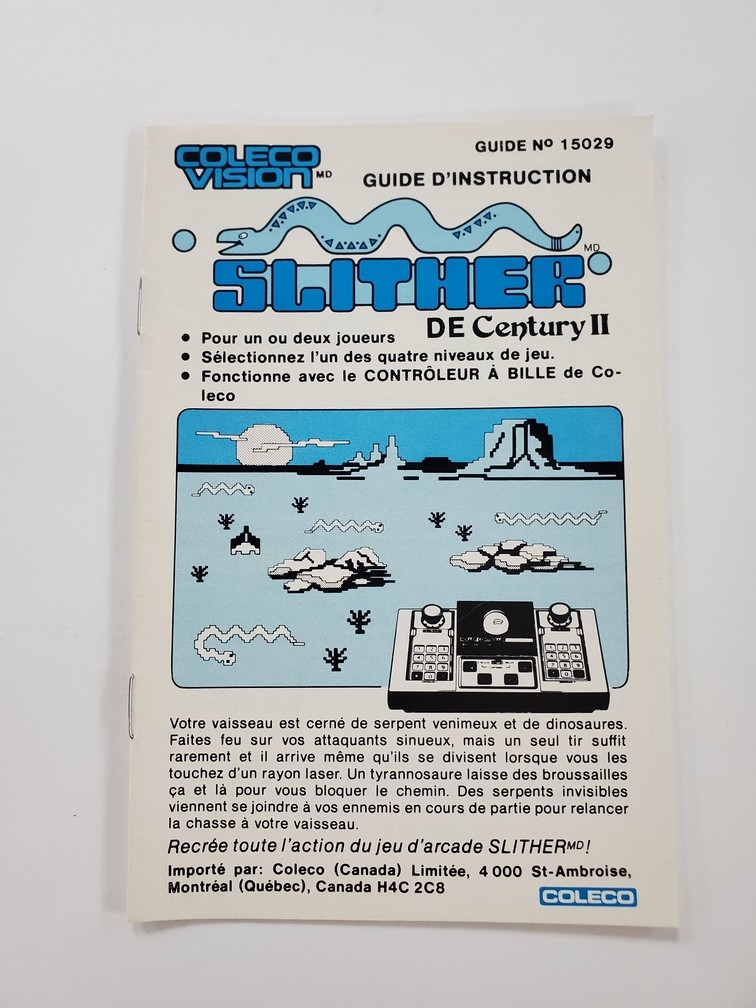 COLECO
VISION MD
GUIDE Nº 15029
GUIDE D'INSTRUCTION
SLITHER MD
DE Century II
• Pour un ou deux joueurs
• Sélectionnez l'un des quatre niveaux de jeu.
• Fonctionne avec le CONTRÔLEUR À BILLE de Co-
leco
Votre vaisseau est cerné de serpent venimeux et de dinosaures.
Faites feu sur vos attaquants sinueux, mais un seul tir suffit
rarement et il arrive même qu'ils se divisent lorsque vous les
touchez d'un rayon laser. Un tyrannosaure laisse des broussailles
ça et là pour vous bloquer le chemin. Des serpents invisibles
viennent se joindre à vos ennemis en cours de partie pour relancer
la chasse à votre vaisseau.
Recrée toute l'action du jeu d'arcade SLITHER MD!
Importé par: Coleco (Canada) Limitée, 4 000 St-Ambroise,
Montréal (Québec), Canada H4C 2C8
COLECO